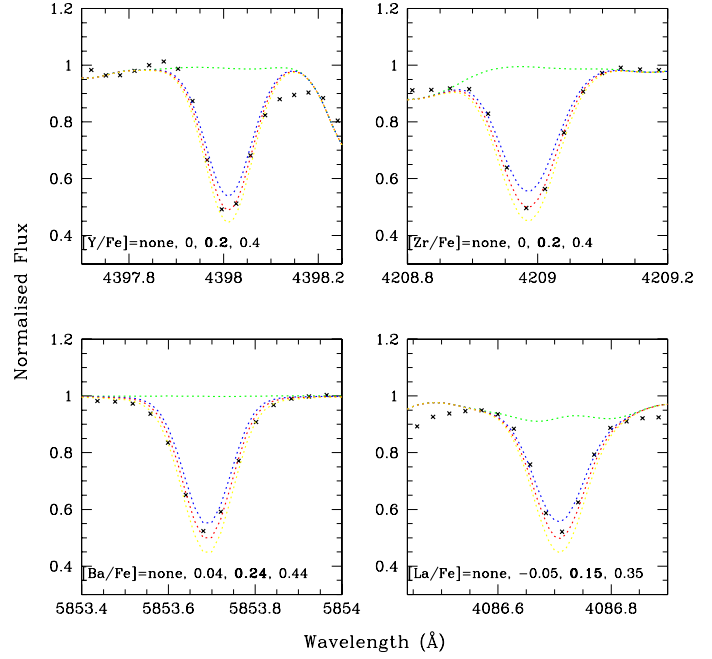 1.2
1
0.8
0.6
0.4
[Y/Fe]=none, 0, 0.2, 0.4
4397.8 4398 4398.2
1.2
1
0.8
0.6
0.4
[Zr/Fe]=none, 0, 0.2, 0.4
4208.8 4209 4209.2
Normalised Flux
1.2
1
0.8
0.6
0.4
[Ba/Fe]=none, 0.04, 0.24, 0.44
5853.4 5853.6 5853.8 5854
1.2
1
0.8
0.6
0.4
[La/Fe]=none, −0.05, 0.15, 0.35
4086.6 4086.8
Wavelength (Å)